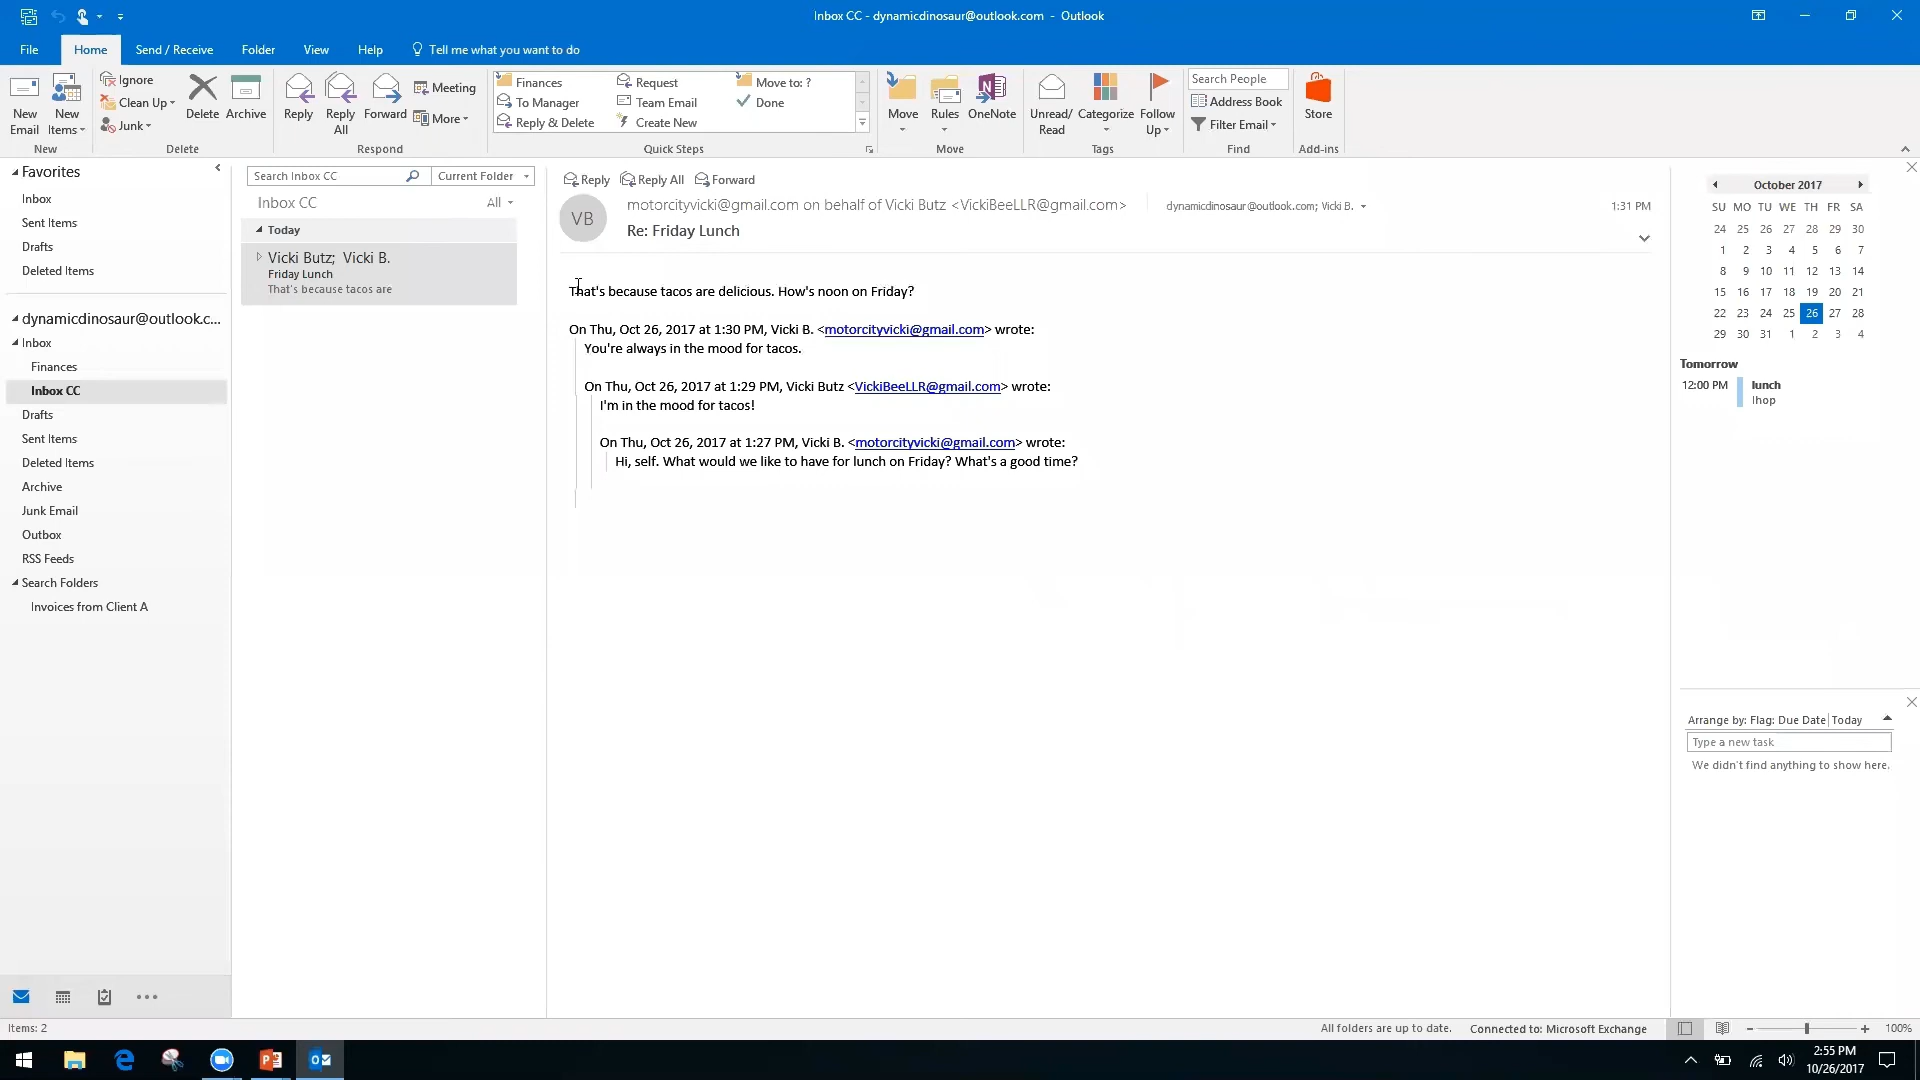 Inbox CC - dynamicdinosaur@outlook.com - Outlook
File Home Send / Receive Folder View Help Tell me what you want to do
New Email
New Items
New
Ignore
Clean Up
Junk
Delete
Archive
Delete
Reply
Reply All
Forward
Meeting
More
Respond
Finances
To Manager
Reply & Delete
Request
Team Email
Create New
Move to: ?
Done
Quick Steps
Move
Rules
OneNote
Move
Unread/ Read
Categorize
Follow Up
Tags
Search People
Address Book
Filter Email
Find
Store
Add-ins
Favorites
Inbox
Sent Items
Drafts
Deleted Items
dynamicdinosaur@outlook.c...
Inbox
Finances
Inbox CC
Drafts
Sent Items
Deleted Items
Archive
Junk Email
Outbox
RSS Feeds
Search Folders
Invoices from Client A
Search Inbox CC Current Folder
Inbox CC All
Today
Vicki Butz; Vicki B.
Friday Lunch
That's because tacos are
Reply Reply All Forward
VB
motorcityvicki@gmail.com on behalf of Vicki Butz <VickiBeeLLR@gmail.com> dynamicdinosaur@outlook.com; Vicki B. 1:31 PM
Re: Friday Lunch
That's because tacos are delicious. How's noon on Friday?
On Thu, Oct 26, 2017 at 1:30 PM, Vicki B. <motorcityvicki@gmail.com> wrote:
You're always in the mood for tacos.
On Thu, Oct 26, 2017 at 1:29 PM, Vicki Butz <VickiBeeLLR@gmail.com> wrote:
I'm in the mood for tacos!
On Thu, Oct 26, 2017 at 1:27 PM, Vicki B. <motorcityvicki@gmail.com> wrote:
Hi, self. What would we like to have for lunch on Friday? What's a good time?
October 2017
SU MO TU WE TH FR SA
24 25 26 27 28 29 30
1 2 3 4 5 6 7
8 9 10 11 12 13 14
15 16 17 18 19 20 21
22 23 24 25 26 27 28
29 30 31 1 2 3 4
Tomorrow
12:00 PM lunch
Ihop
Arrange by: Flag: Due Date Today
Type a new task
We didn't find anything to show here.
Items: 2
All folders are up to date. Connected to: Microsoft Exchange 100%
2:55 PM
10/26/2017